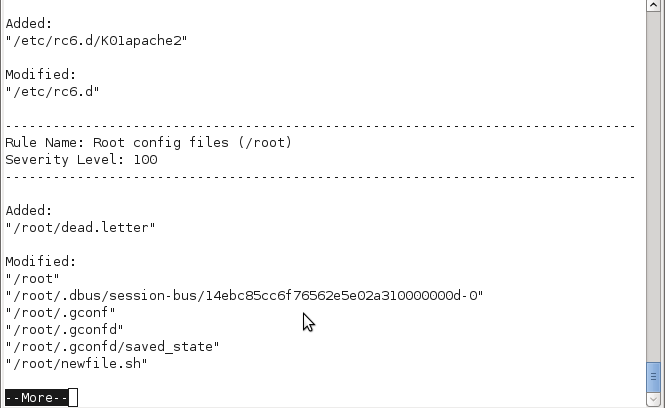 Added:
"/etc/rc6.d/K01apache2"
Modified:
"/etc/rc6.d"
-------------------------------------------------------------------------------
Rule Name: Root config files (/root)
Severity Level: 100
-------------------------------------------------------------------------------
Added:
"/root/dead.letter"
Modified:
"/root"
"/root/.dbus/session-bus/14ebc85cc6f76562e5e02a310000000d-0"
"/root/.gconf"
"/root/.gconfd"
"/root/.gconfd/saved_state"
"/root/newfile.sh"
--More--